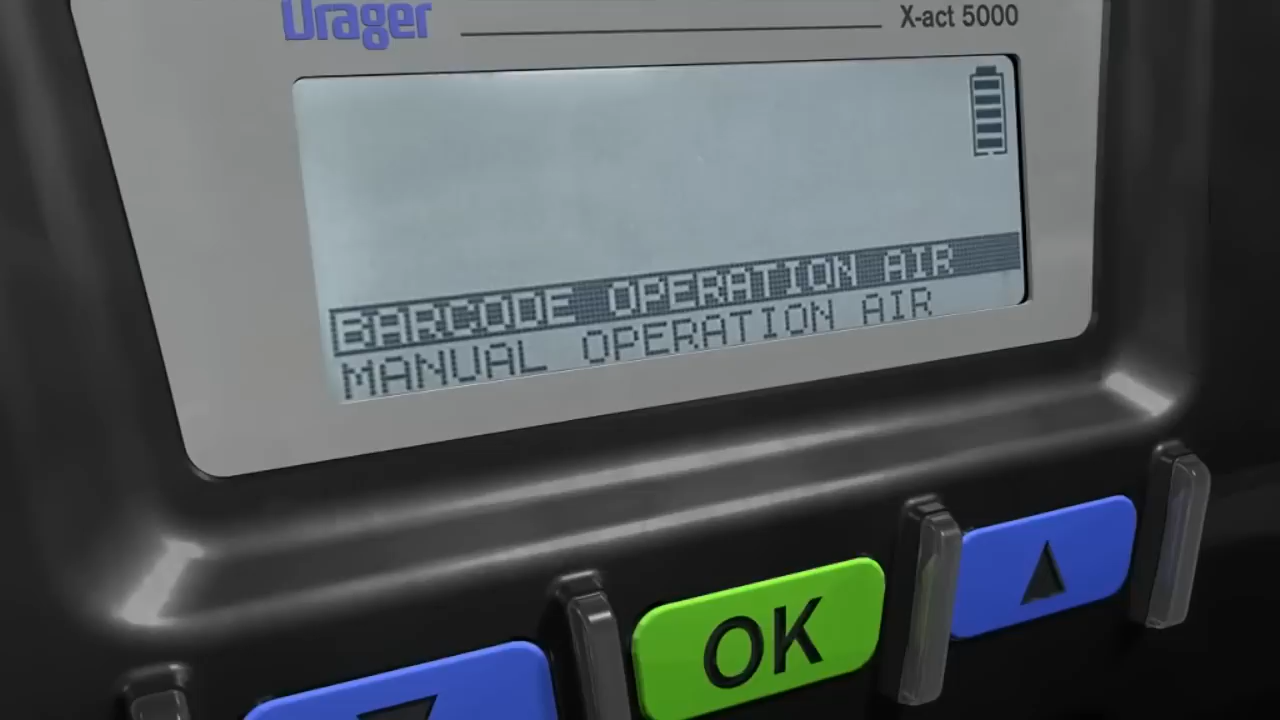 Dräger
X-act 5000
BARCODE OPERATION AIR
MANUAL OPERATION AIR
OK